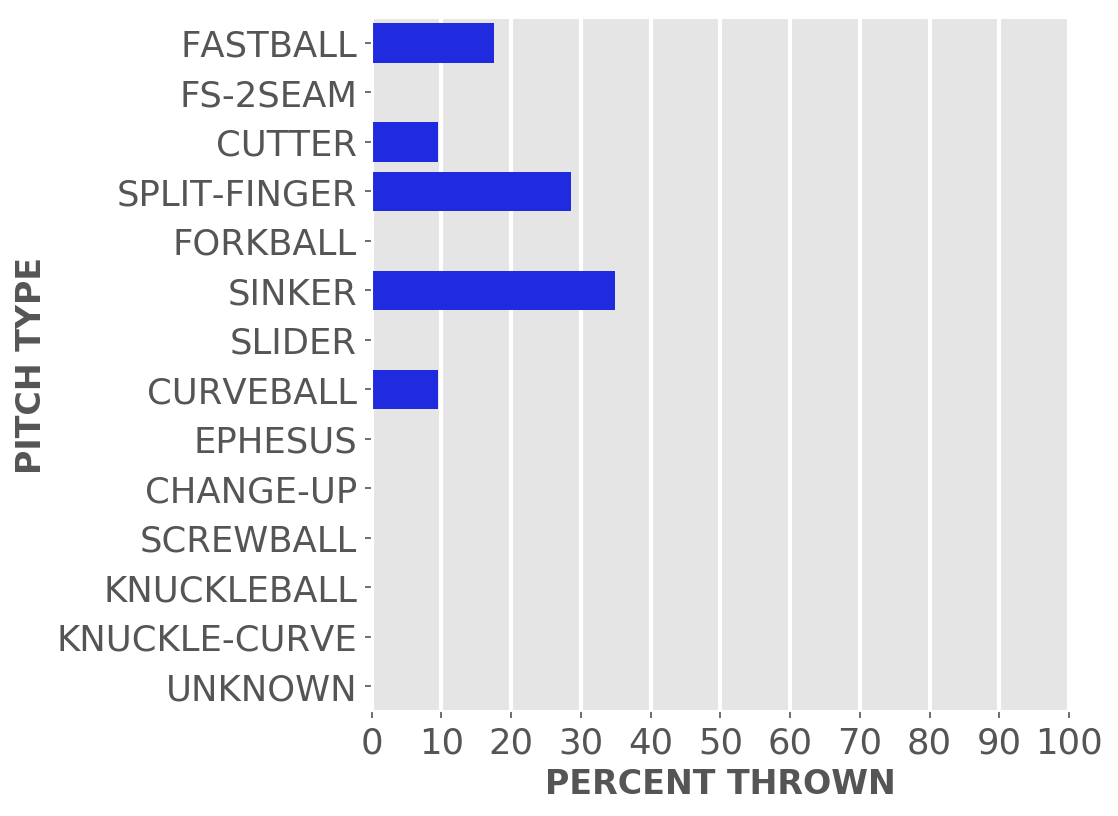 FASTBALL
FS-2SEAM
CUTTER
SPLIT-FINGER
FORKBALL
SINKER
SLIDER
CURVEBALL
EPHESUS
CHANGE-UP
SCREWBALL
KNUCKLEBALL
KNUCKLE-CURVE
UNKNOWN
PITCH TYPE
0 10 20 30 40 50 60 70 80 90 100
PERCENT THROWN